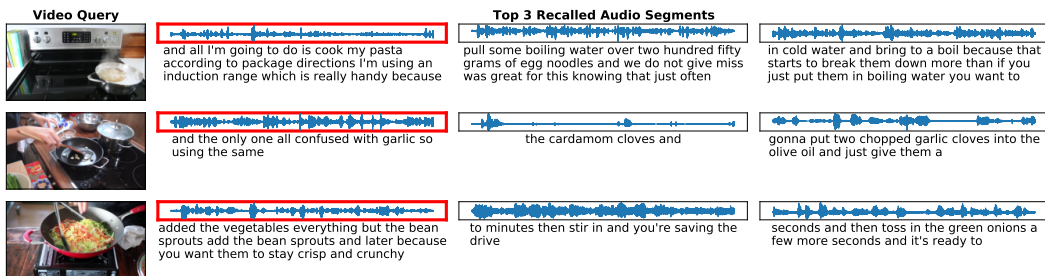 Video Query
Top 3 Recalled Audio Segments
and all I'm going to do is cook my pasta
according to package directions I'm using an
induction range which is really handy because
pull some boiling water over two hundred fifty
grams of egg noodles and we do not give miss
was great for this knowing that just often
in cold water and bring to a boil because that
starts to break them down more than if you
just put them in boiling water you want to
and the only one all confused with garlic so
using the same
the cardamom cloves and
gonna put two chopped garlic cloves into the
olive oil and just give them a
added the vegetables everything but the bean
sprouts add the bean sprouts and later because
you want them to stay crisp and crunchy
to minutes then stir in and you're saving the
drive
seconds and then toss in the green onions a
few more seconds and it's ready to